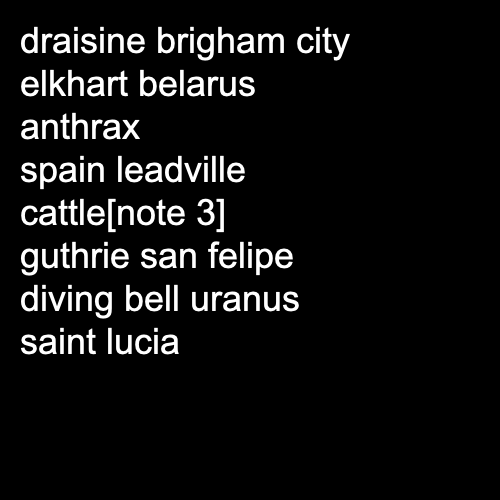 draisine brigham city
elkhart belarus
anthrax
spain leadville
cattle[note 3]
guthrie san felipe
diving bell uranus
saint lucia